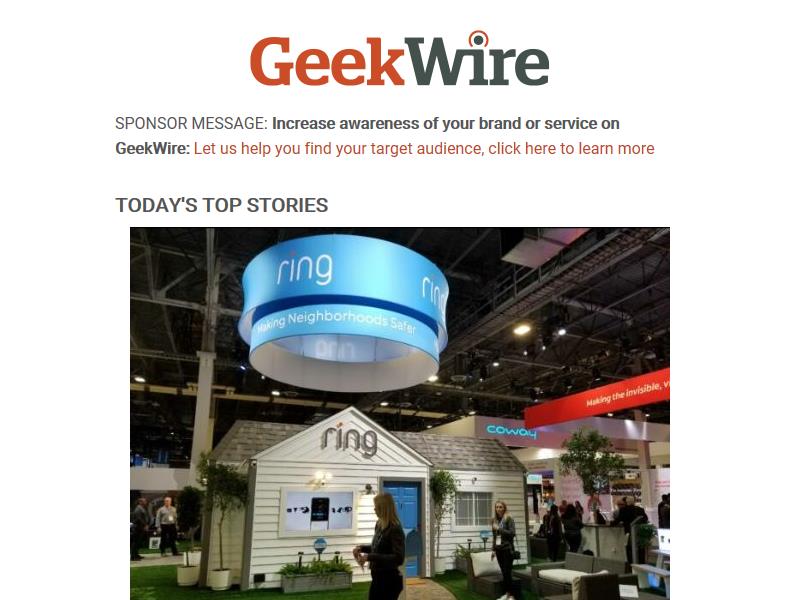 GeekWire
SPONSOR MESSAGE: Increase awareness of your brand or service on
GeekWire: Let us help you find your target audience, click here to learn more
TODAY'S TOP STORIES
ring
ring
Making Neighborhoods Safer
Making the invisible, v
coway
ring